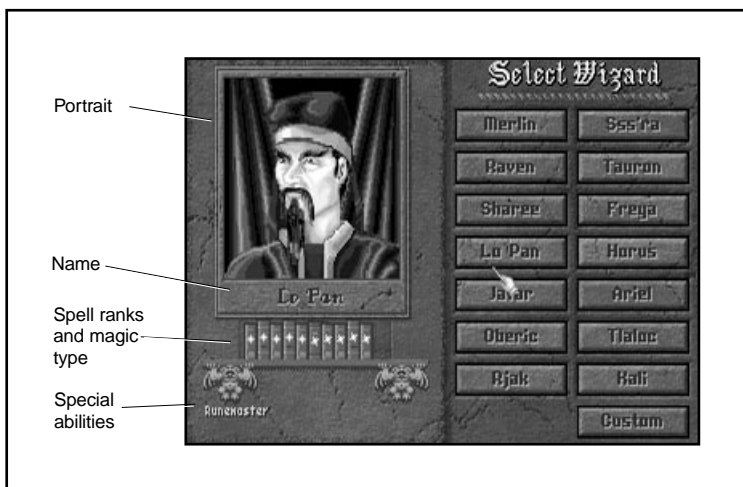 Portrait
Name
Spell ranks
and magic
type
Special
abilities
Lo Pan
Runemaster
Select Wizard
Merlin Sss'ra
Raven Tauron
Sharee Freya
Lo Pan Horus
Jafar Ariel
Oberic Tlaloc
Rjak Kali
Custom